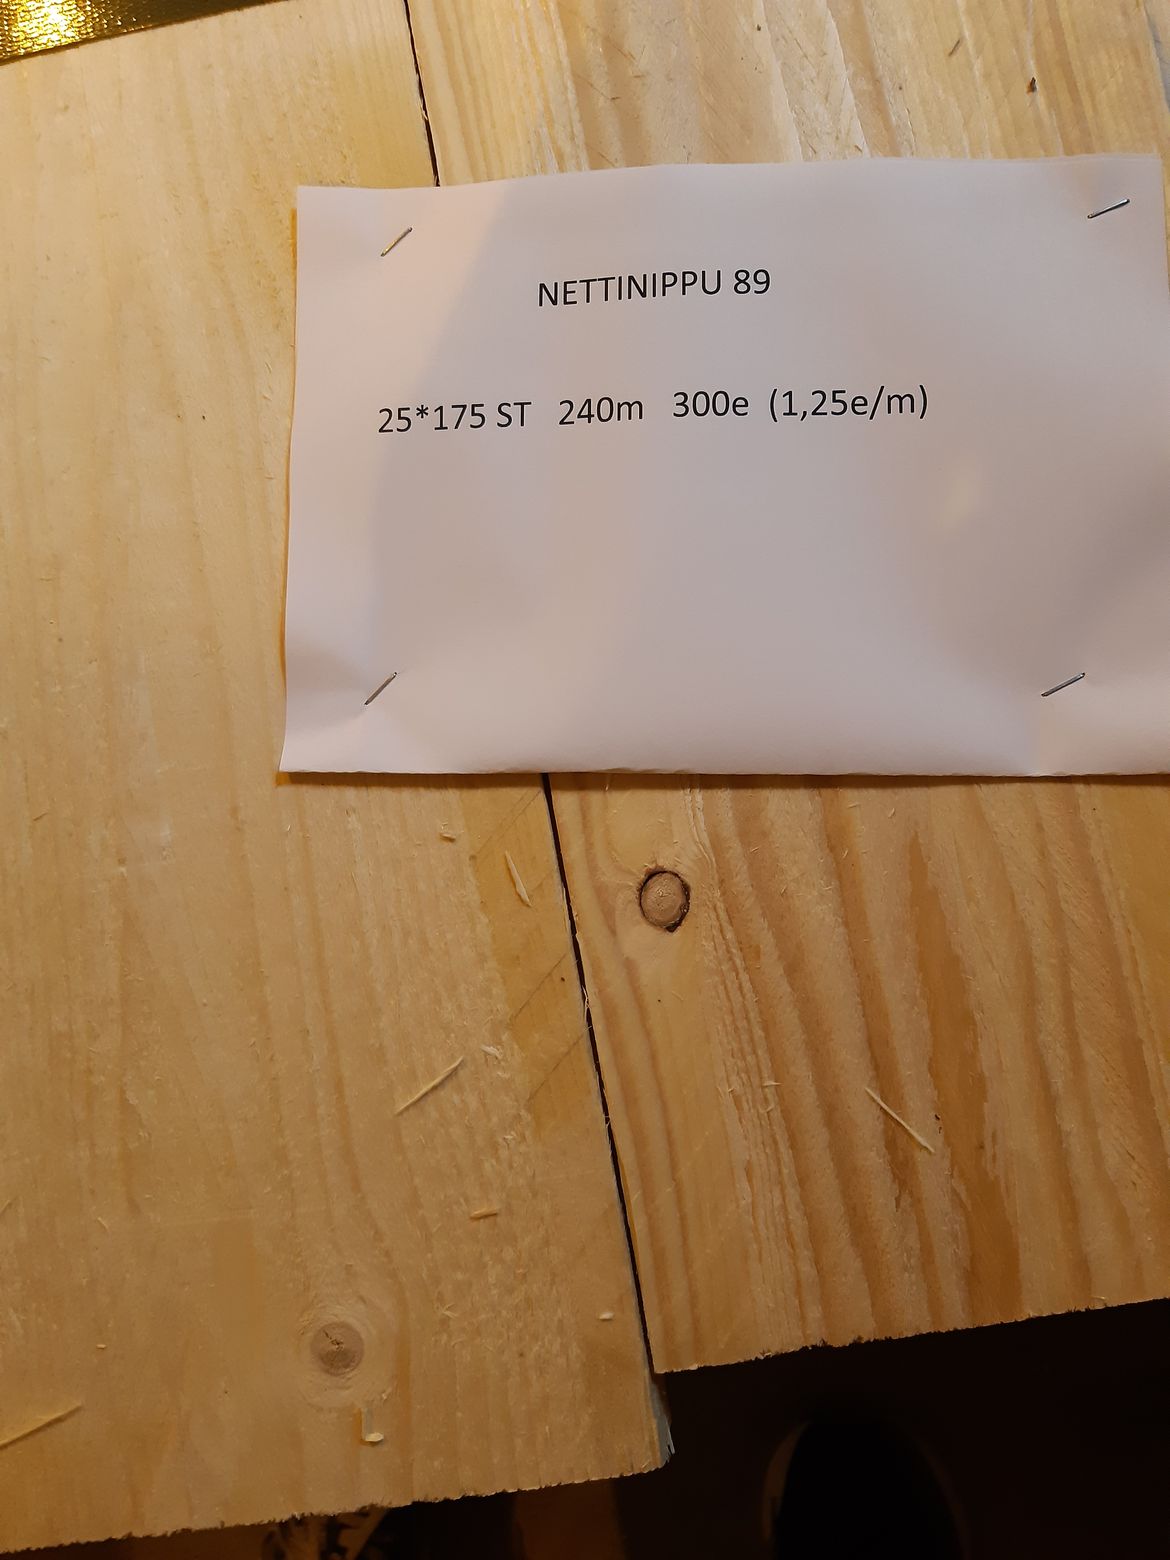 NETTINIPPU 89
25*175 ST 240m 300e (1,25e/m)